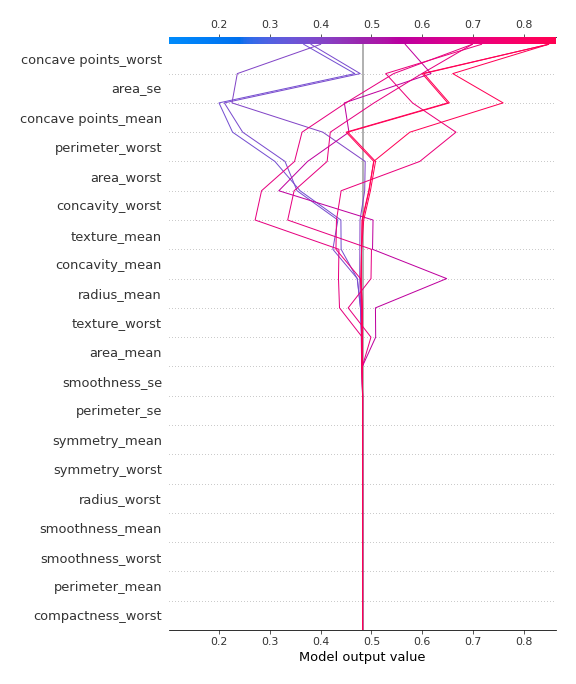 0.2 0.3 0.4 0.5 0.6 0.7 0.8
concave points_worst
area_se
concave points_mean
perimeter_worst
area_worst
concavity_worst
texture_mean
concavity_mean
radius_mean
texture_worst
area_mean
smoothness_se
perimeter_se
symmetry_mean
symmetry_worst
radius_worst
smoothness_mean
smoothness_worst
perimeter_mean
compactness_worst
0.2 0.3 0.4 0.5 0.6 0.7 0.8
Model output value